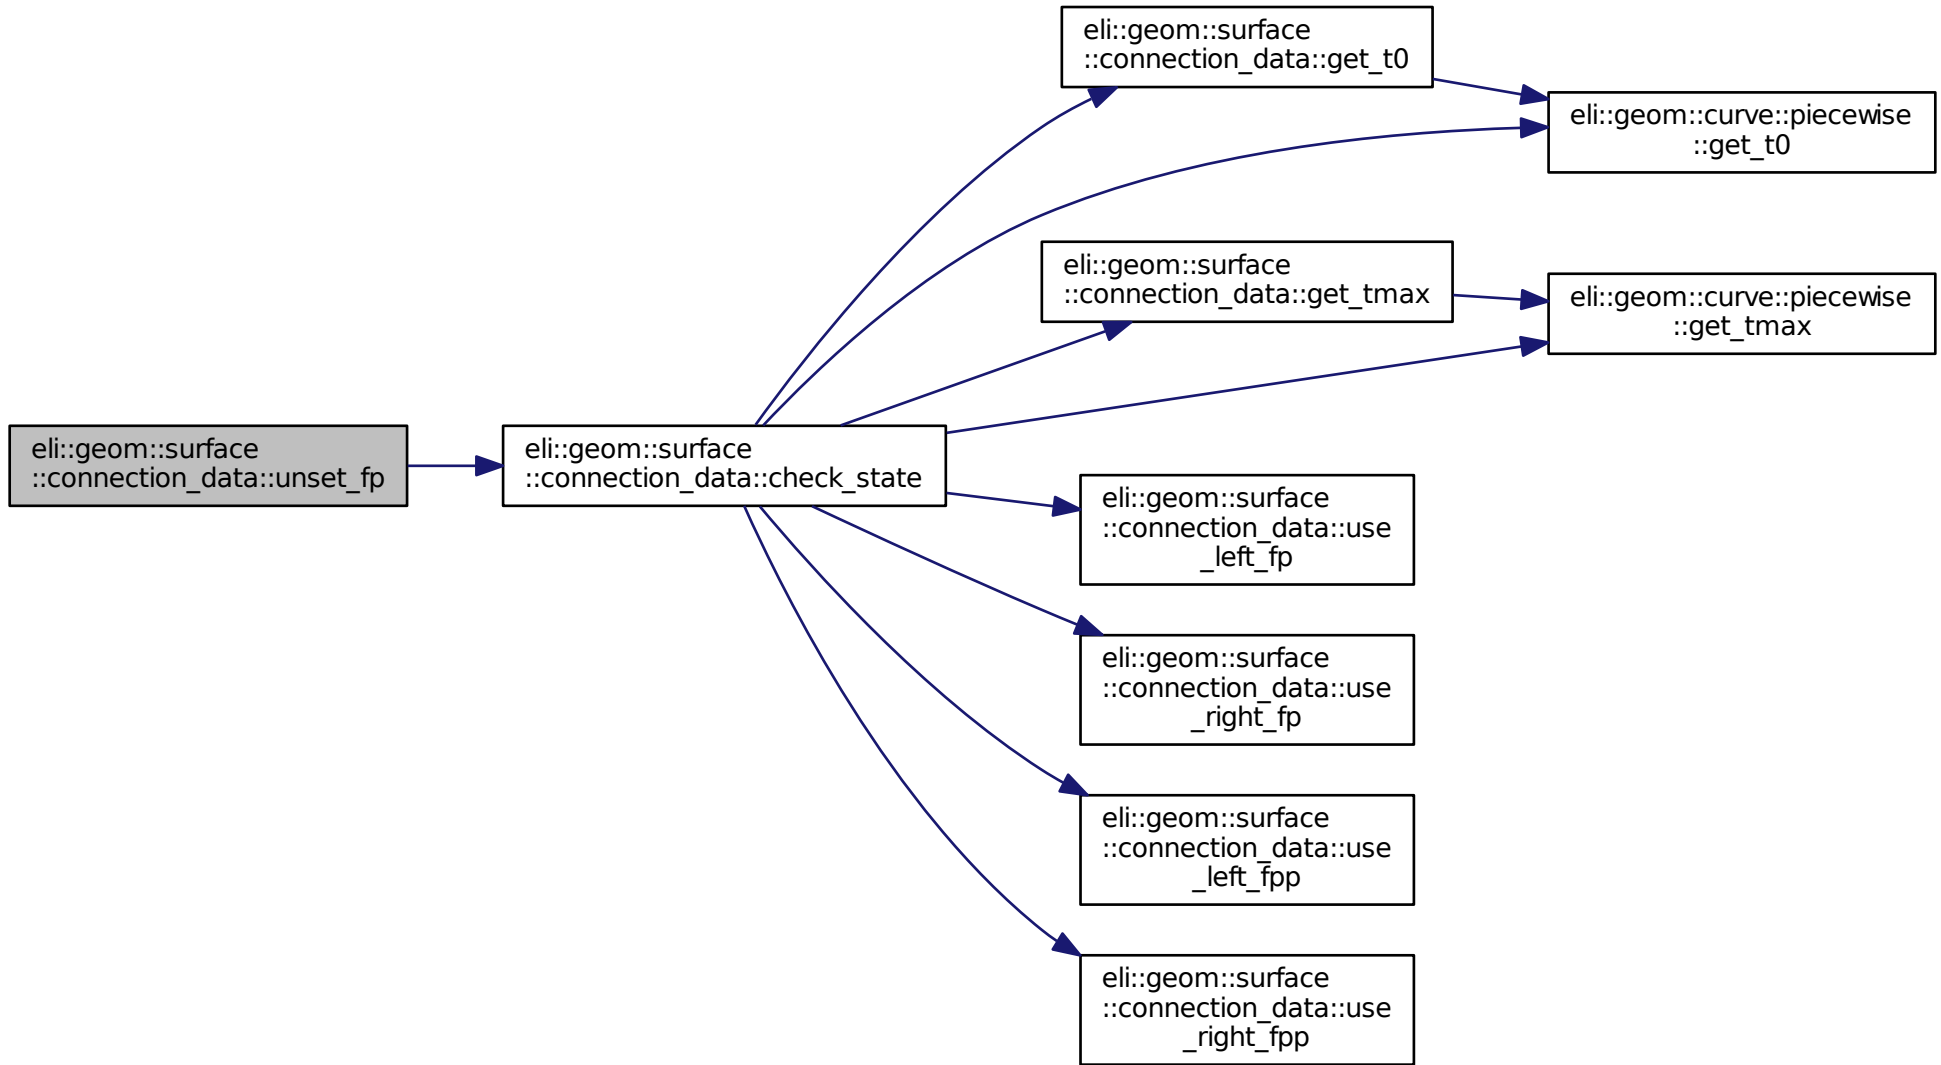 eli::geom::surface
::connection_data::unset_fp
eli::geom::surface
::connection_data::check_state
eli::geom::surface
::connection_data::get_t0
eli::geom::curve::piecewise
::get_t0
eli::geom::surface
::connection_data::get_tmax
eli::geom::curve::piecewise
::get_tmax
eli::geom::surface
::connection_data::use
_left_fp
eli::geom::surface
::connection_data::use
_right_fp
eli::geom::surface
::connection_data::use
_left_fpp
eli::geom::surface
::connection_data::use
_right_fpp